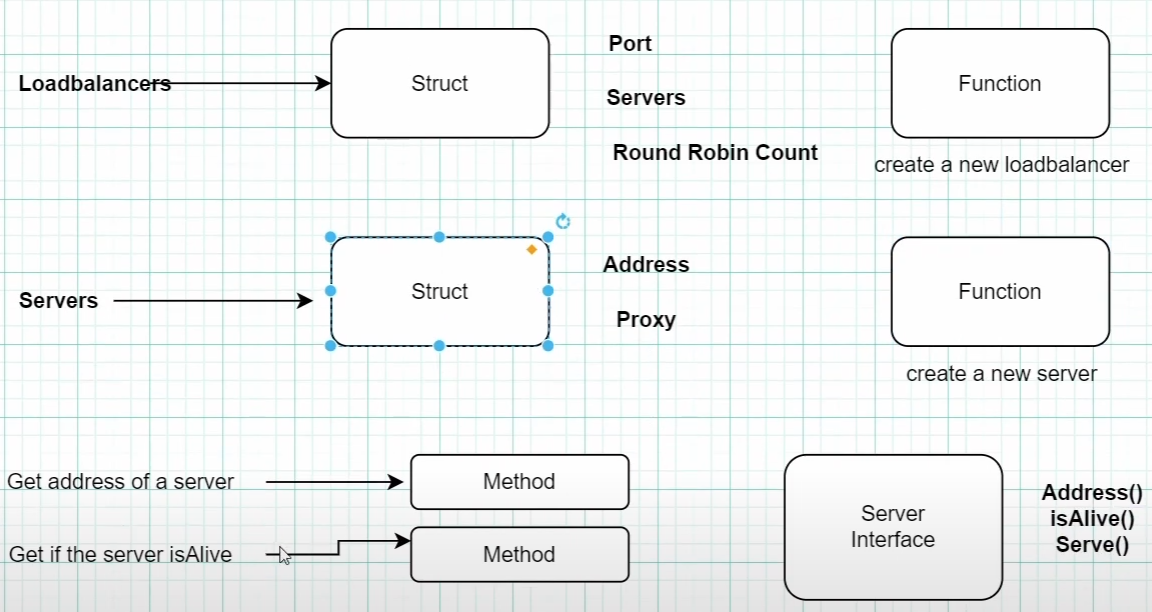 Loadbalancers
Struct
Port
Servers
Round Robin Count
Function
create a new loadbalancer
Servers
Struct
Address
Proxy
Function
create a new server
Get address of a server
Method
Get if the server isAlive
Method
Server
Interface
Address()
isAlive()
Serve()